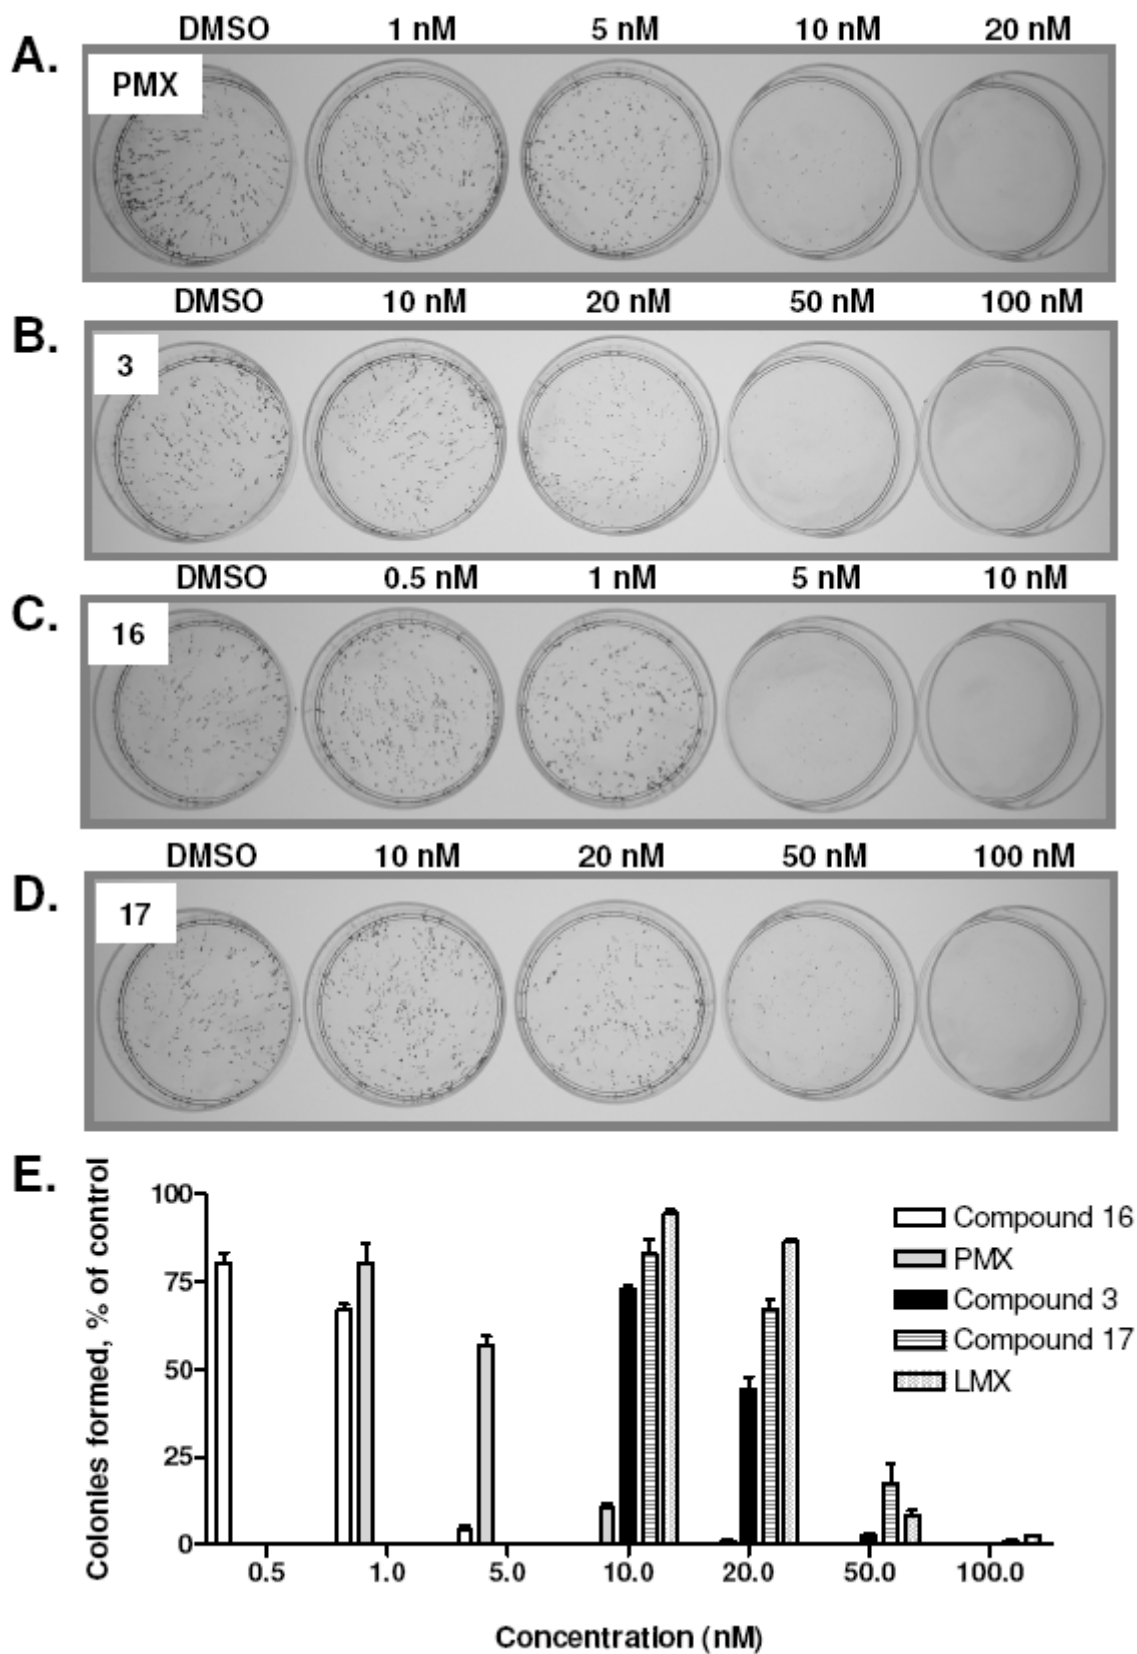 DMSO 1 nM 5 nM 10 nM 20 nM
A.
PMX
DMSO 10 nM 20 nM 50 nM 100 nM
B.
3
DMSO 0.5 nM 1 nM 5 nM 10 nM
C.
16
DMSO 10 nM 20 nM 50 nM 100 nM
D.
17
E.
Colonies formed, % of control
100
75
50
25
0
Compound 16
PMX
Compound 3
Compound 17
LMX
0.5 1.0 5.0 10.0 20.0 50.0 100.0
Concentration (nM)